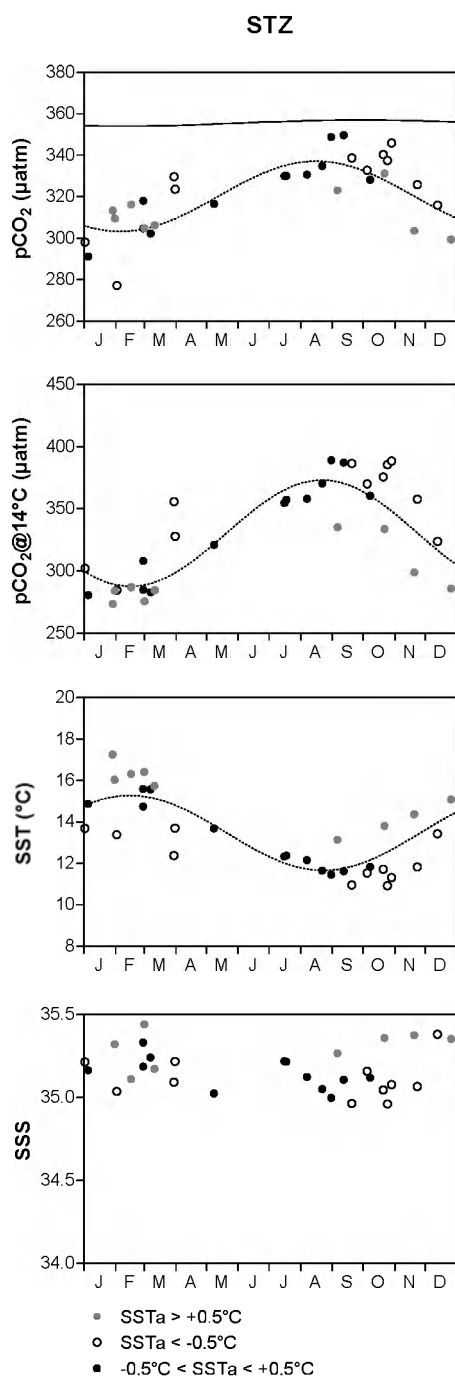 STZ
pCO₂ (µatm)
380
360
340
320
300
280
260
J F M A M J J A S O N D
pCO₂@14ºC (µatm)
450
400
350
300
250
J F M A M J J A S O N D
SST (°C)
20
18
16
14
12
10
8
J F M A M J J A S O N D
SSS
35.5
35.0
34.5
34.0
J F M A M J J A S O N D
SSTa > +0.5°C
SSTa < -0.5°C
-0.5°C < SSTa < +0.5°C